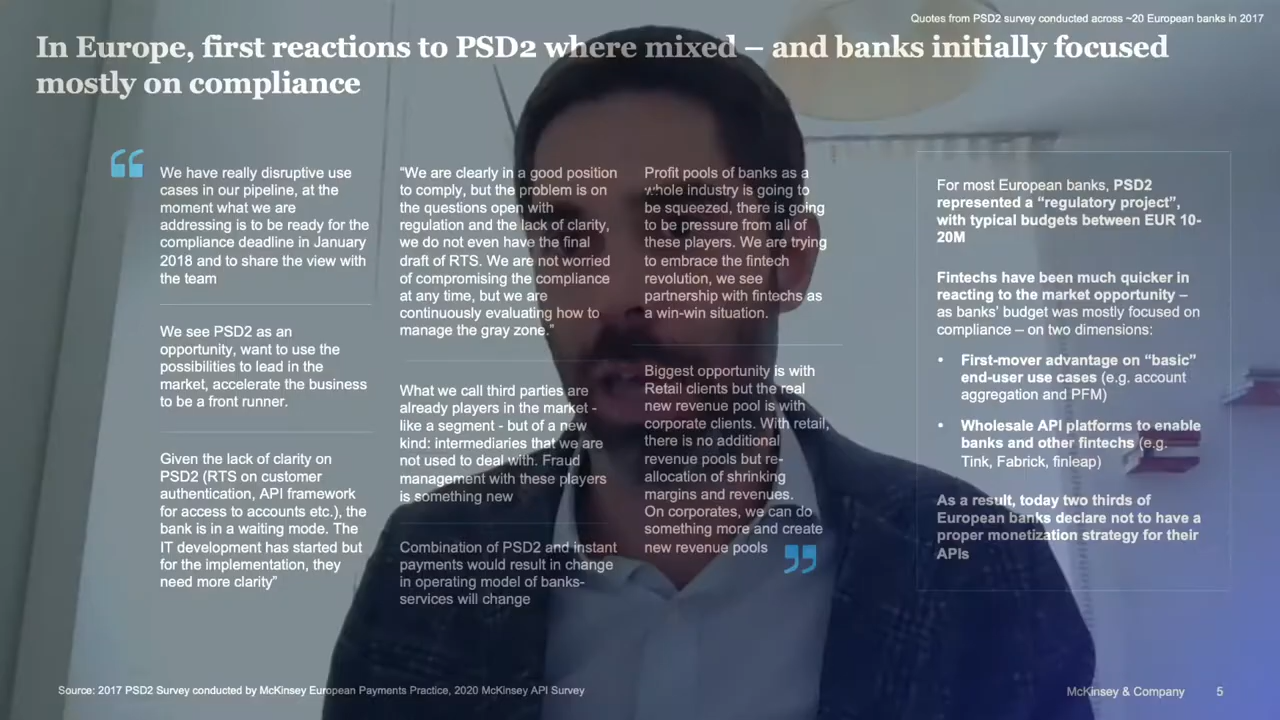 Quotes from PSD2 survey conducted across ~20 European banks in 2017
In Europe, first reactions to PSD2 where mixed – and banks initially focused
mostly on compliance
“
We have really disruptive use
cases in our pipeline, at the
moment what we are
addressing is to be ready for the
compliance deadline in January
2018 and to share the view with
the team
We see PSD2 as an
opportunity, want to use the
possibilities to lead in the
market, accelerate the business
to be a front runner.
Given the lack of clarity on
PSD2 (RTS on customer
authentication, API framework
for access to accounts etc.), the
bank is in a waiting mode. The
IT development has started but
for the implementation, they
need more clarity”
“We are clearly in a good position
to comply, but the problem is on
the questions open with
regulation and the lack of clarity,
we do not even have the final
draft of RTS. We are not worried
of compromising the compliance
at any time, but we are
continuously evaluating how to
manage the gray zone.”
What we call third parties are
already players in the market -
like a segment - but of a new
kind: intermediaries that we are
not used to deal with. Fraud
management with these players
is something new
Combination of PSD2 and instant
payments would result in change
in operating model of banks-
services will change
Profit pools of banks as a
whole industry is going to
be squeezed, there is going
to be pressure from all of
these players. We are trying
to embrace the fintech
revolution, we see
partnership with fintechs as
a win-win situation.
Biggest opportunity is with
Retail clients but the real
new revenue pool is with
corporate clients. With retail,
there is no additional
revenue pools but re-
allocation of shrinking
margins and revenues.
On corporates, we can do
something more and create
new revenue pools
”
For most European banks, PSD2
represented a “regulatory project”,
with typical budgets between EUR 10-
20M
Fintechs have been much quicker in
reacting to the market opportunity –
as banks’ budget was mostly focused on
compliance – on two dimensions:
• First-mover advantage on “basic”
end-user use cases (e.g. account
aggregation and PFM)
• Wholesale API platforms to enable
banks and other fintechs (e.g.
Tink, Fabrick, finleap)
As a result, today two thirds of
European banks declare not to have a
proper monetization strategy for their
APIs
Source: 2017 PSD2 Survey conducted by McKinsey European Payments Practice, 2020 McKinsey API Survey
McKinsey & Company 5